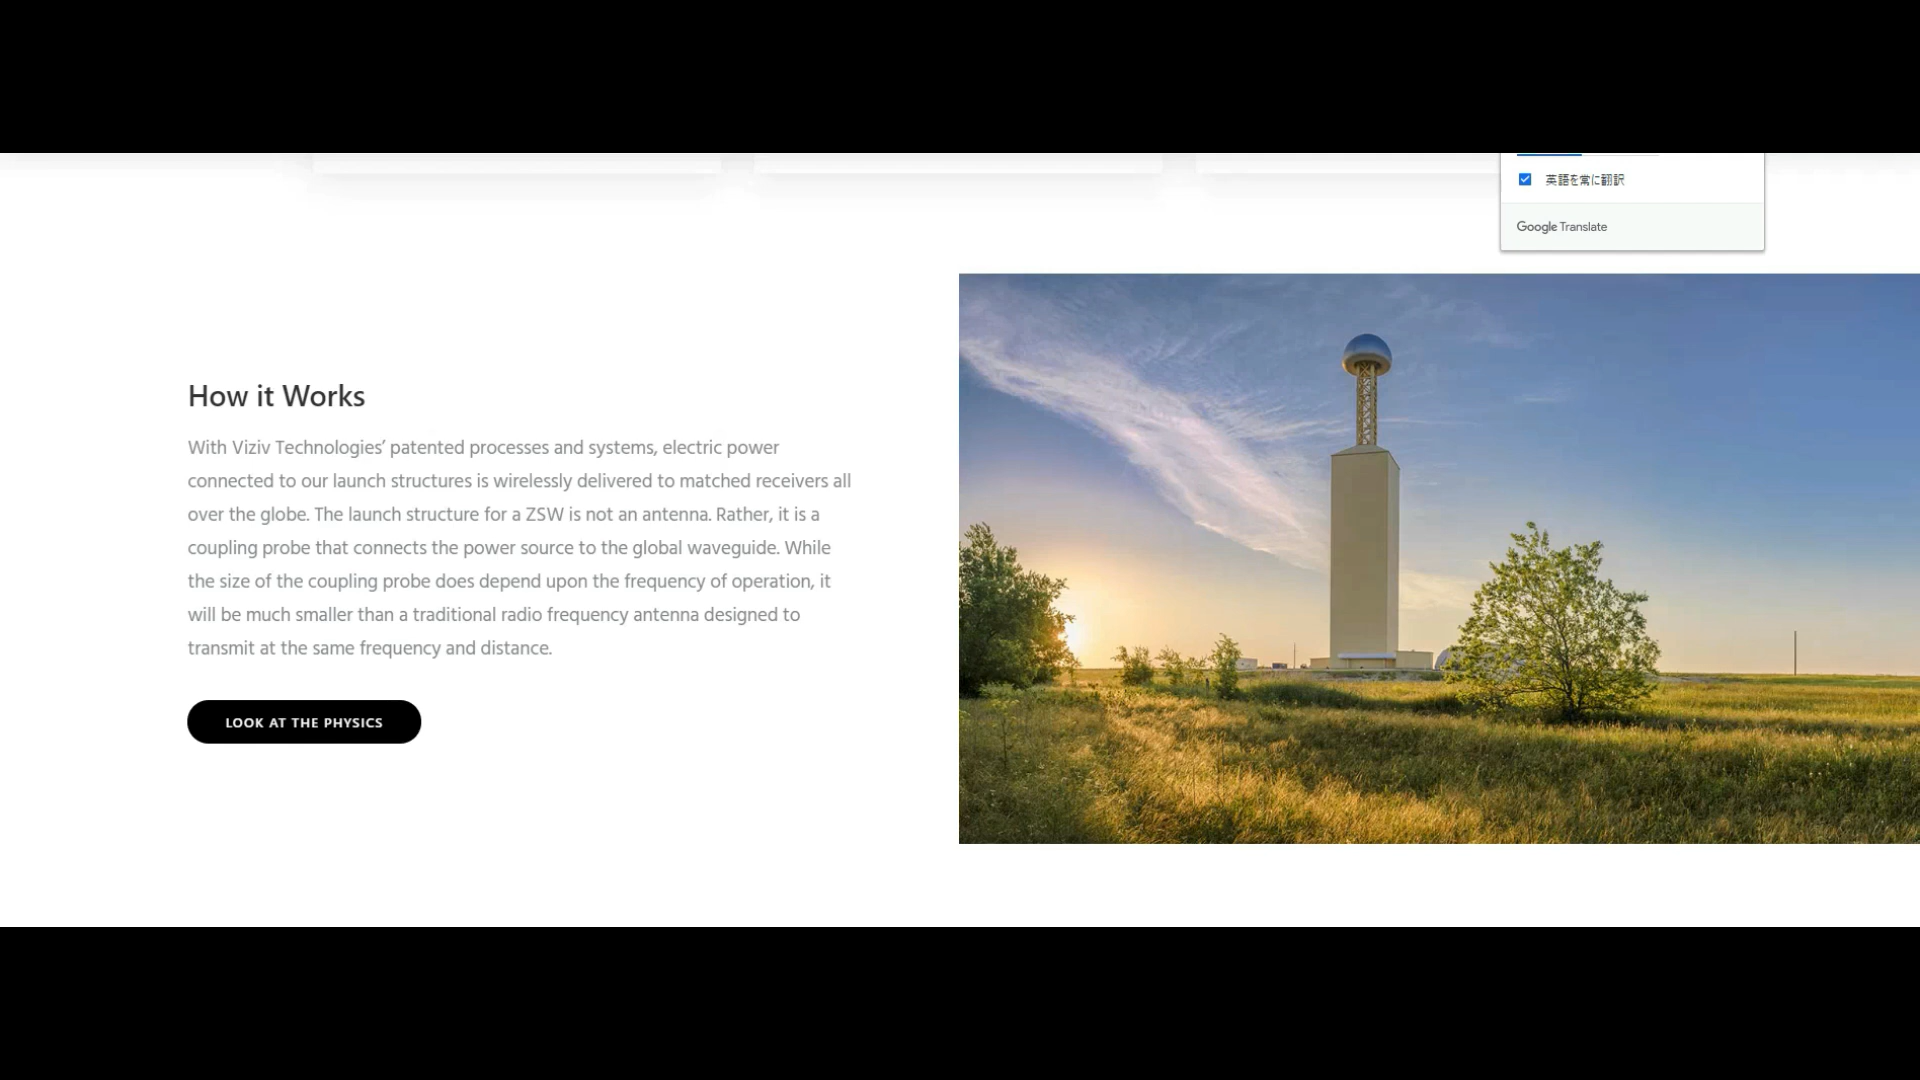 英語を常に翻訳
Google Translate
How it Works
With Viziv Technologies’ patented processes and systems, electric power
connected to our launch structures is wirelessly delivered to matched receivers all
over the globe. The launch structure for a ZSW is not an antenna. Rather, it is a
coupling probe that connects the power source to the global waveguide. While
the size of the coupling probe does depend upon the frequency of operation, it
will be much smaller than a traditional radio frequency antenna designed to
transmit at the same frequency and distance.
LOOK AT THE PHYSICS